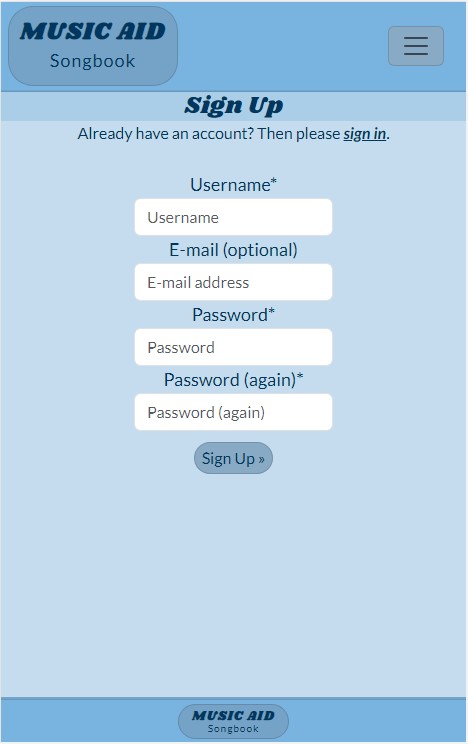 MUSIC AID
Songbook
Sign Up
Already have an account? Then please sign in.
Username*
Username
E-mail (optional)
E-mail address
Password*
Password
Password (again)*
Password (again)
Sign Up »
MUSIC AID
Songbook